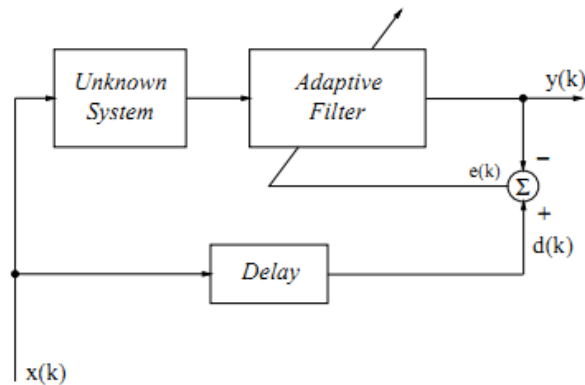 Unknown
System
Adaptive
Filter
y(k)
−
e(k)
Σ
+
d(k)
Delay
x(k)